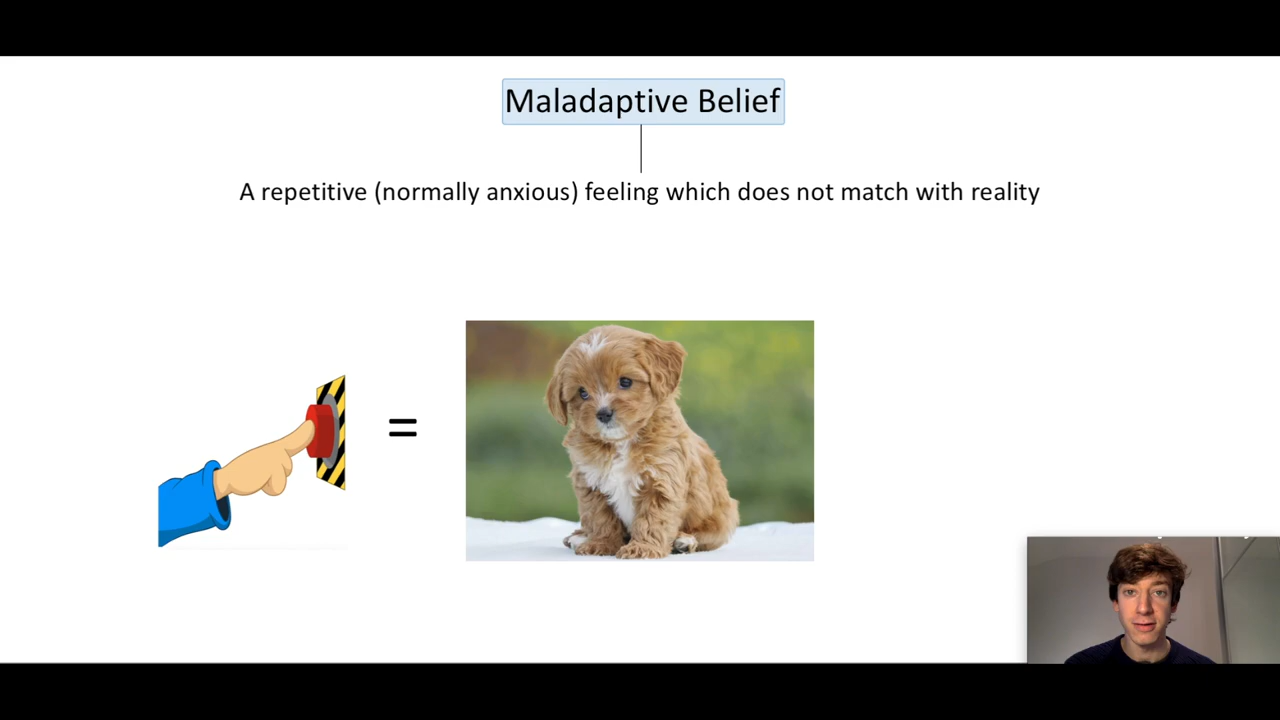 Maladaptive Belief
A repetitive (normally anxious) feeling which does not match with reality
=